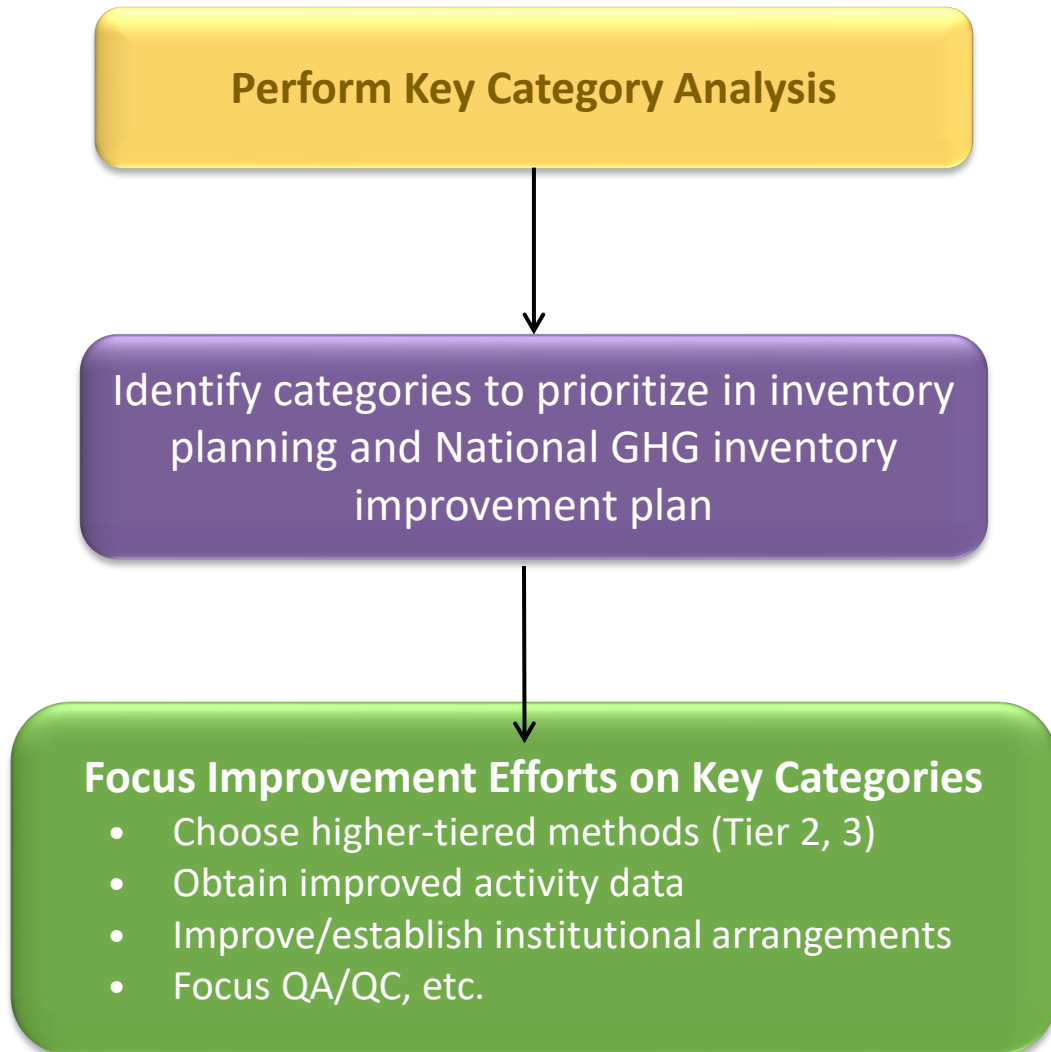 Perform Key Category Analysis
Identify categories to prioritize in inventory
planning and National GHG inventory
improvement plan
Focus Improvement Efforts on Key Categories
• Choose higher-tiered methods (Tier 2, 3)
• Obtain improved activity data
• Improve/establish institutional arrangements
• Focus QA/QC, etc.